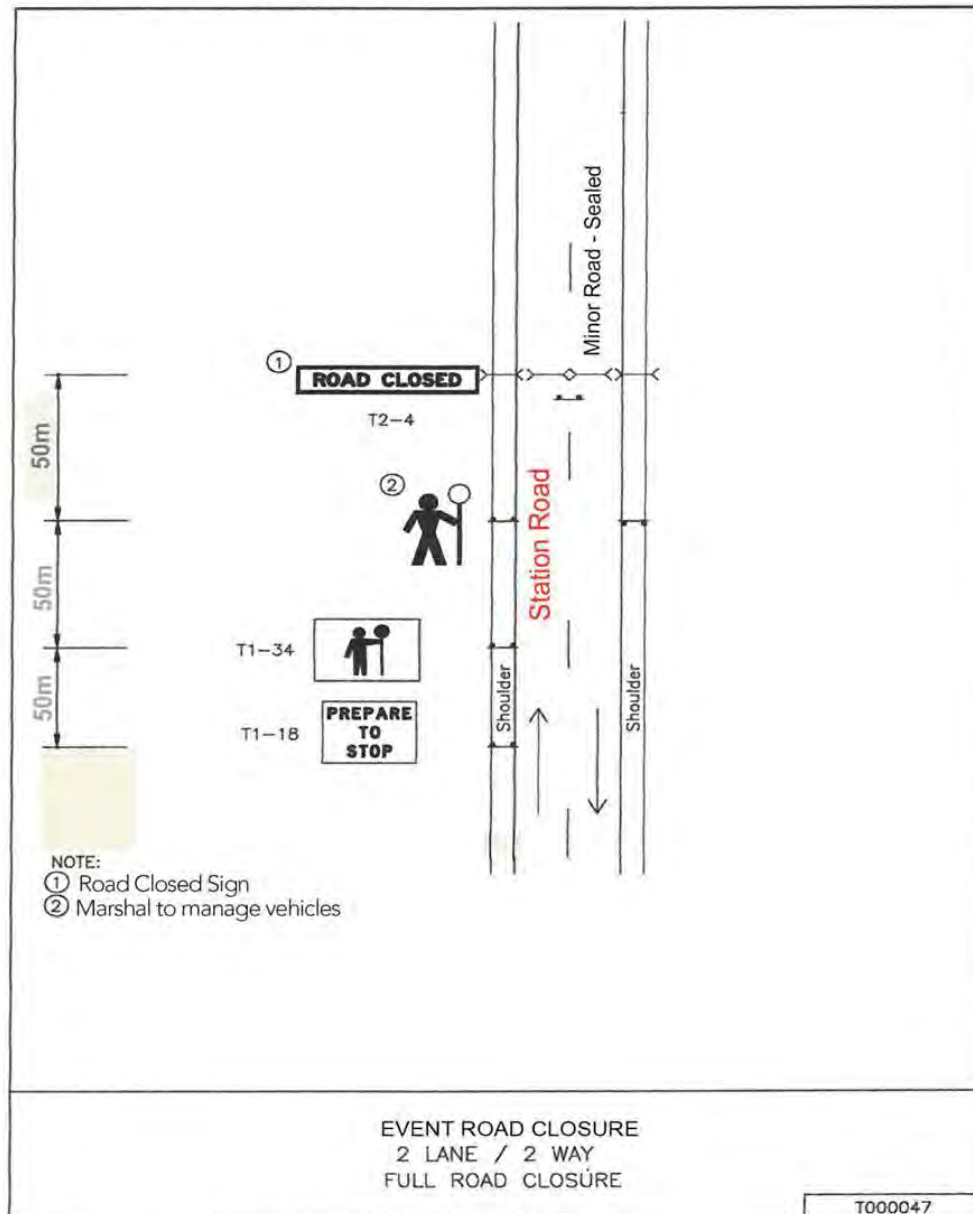 Minor Road - Sealed
①
ROAD CLOSED
T2-4
50m
②
Station Road
50m
T1-34
50m
Shoulder
Shoulder
T1-18
PREPARE
TO
STOP
NOTE:
① Road Closed Sign
② Marshal to manage vehicles
EVENT ROAD CLOSURE
2 LANE / 2 WAY
FULL ROAD CLOSURE
T000047